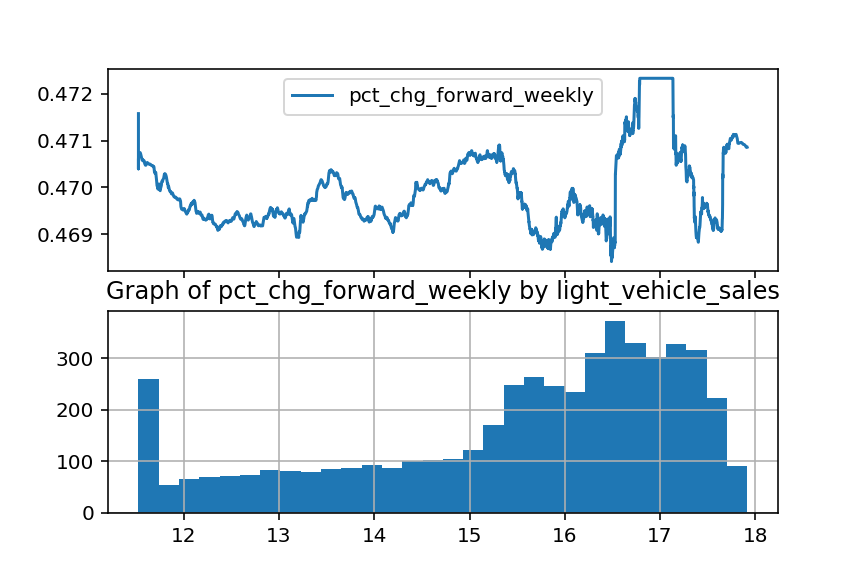 0.472
0.471
0.470
0.469
pct_chg_forward_weekly
Graph of pct_chg_forward_weekly by light_vehicle_sales
300
200
100
0
12 13 14 15 16 17 18